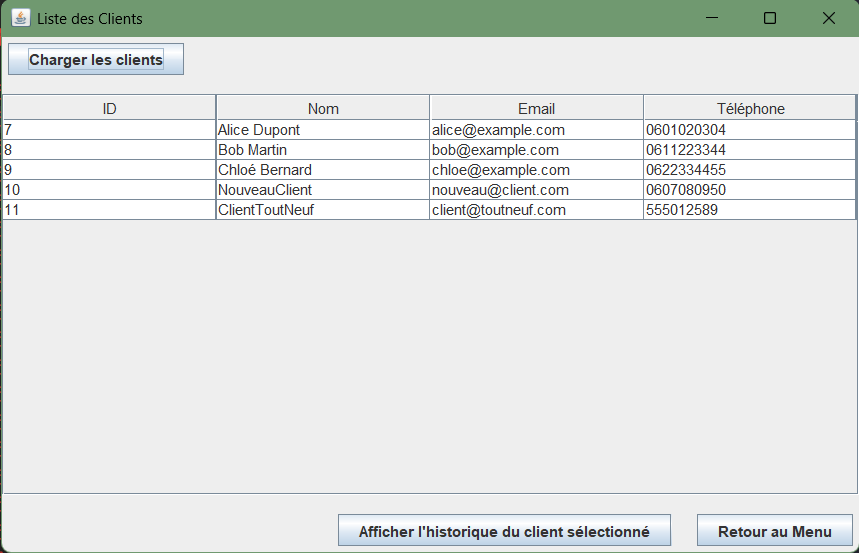 Liste des Clients
Charger les clients
ID Nom Email Téléphone
7 Alice Dupont alice@example.com 0601020304
8 Bob Martin bob@example.com 0611223344
9 Chloé Bernard chloe@example.com 0622334455
10 NouveauClient nouveau@client.com 0607080950
11 ClientToutNeuf client@toutneuf.com 555012589
Afficher l'historique du client sélectionné Retour au Menu